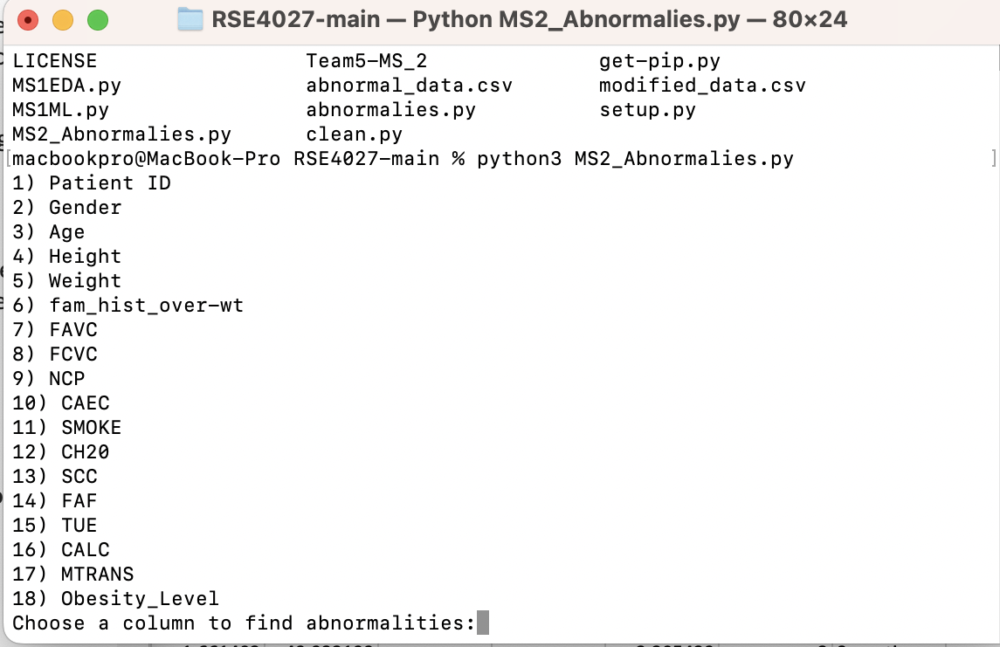 RSE4027-main — Python MS2_Abnormalies.py — 80×24
LICENSE Team5-MS_2 get-pip.py
MS1EDA.py abnormal_data.csv modified_data.csv
MS1ML.py abnormalies.py setup.py
MS2_Abnormalies.py clean.py
[macbookpro@MacBook-Pro RSE4027-main % python3 MS2_Abnormalies.py ]
1) Patient ID
2) Gender
3) Age
4) Height
5) Weight
6) fam_hist_over-wt
7) FAVC
8) FCVC
9) NCP
10) CAEC
11) SMOKE
12) CH20
13) SCC
14) FAF
15) TUE
16) CALC
17) MTRANS
18) Obesity_Level
Choose a column to find abnormalities: